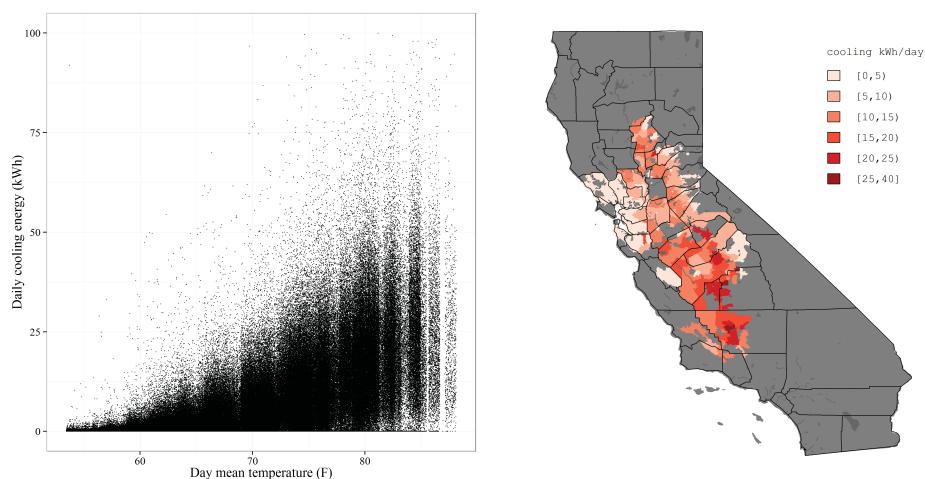 100
75
50
25
0
60 70 80
Day mean temperature (F)
Daily cooling energy (kWh)
cooling kWh/day
[0,5)
[5,10)
[10,15)
[15,20)
[20,25)
[25,40]